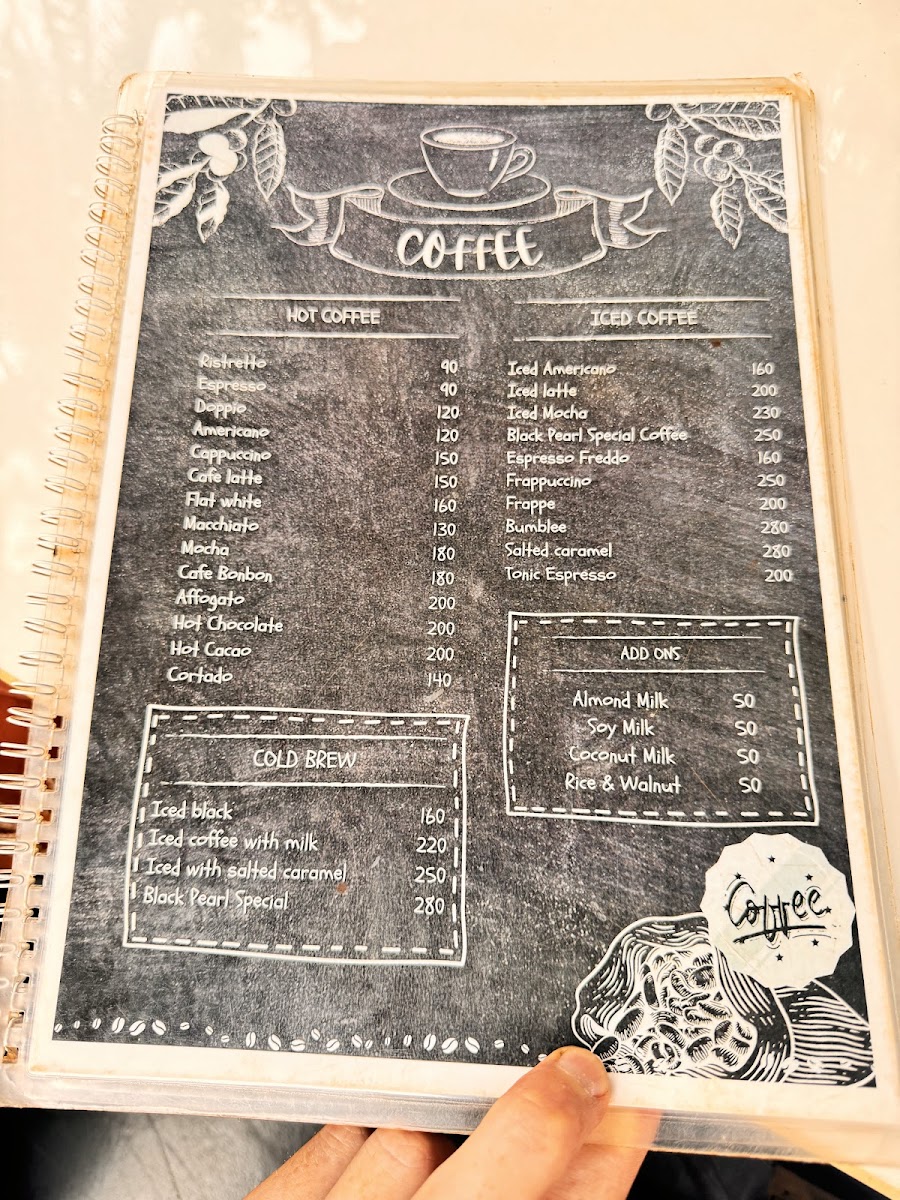 COFFEE
HOT COFFEE
Ristretto 90
Espresso 90
Doppio 120
Americano 120
Cappuccino 150
Cafe latte 150
Flat white 160
Macchiato 130
Mocha 180
Cafe Bonbon 180
Affogato 200
Hot Chocolate 200
Hot Cacao 200
Cortado 140
COLD BREW
Iced black 160
Iced coffee with milk 220
Iced with salted caramel 250
Black Pearl Special 280
ICED COFFEE
Iced Americano 160
Iced latte 200
Iced Mocha 230
Black Pearl Special Coffee 250
Espresso Freddo 160
Frappuccino 250
Frappe 200
Bumblee 280
Salted caramel 280
Tonic Espresso 200
ADD ONS
Almond Milk 50
Soy Milk 50
Coconut Milk 50
Rice & Walnut 50
Coffee